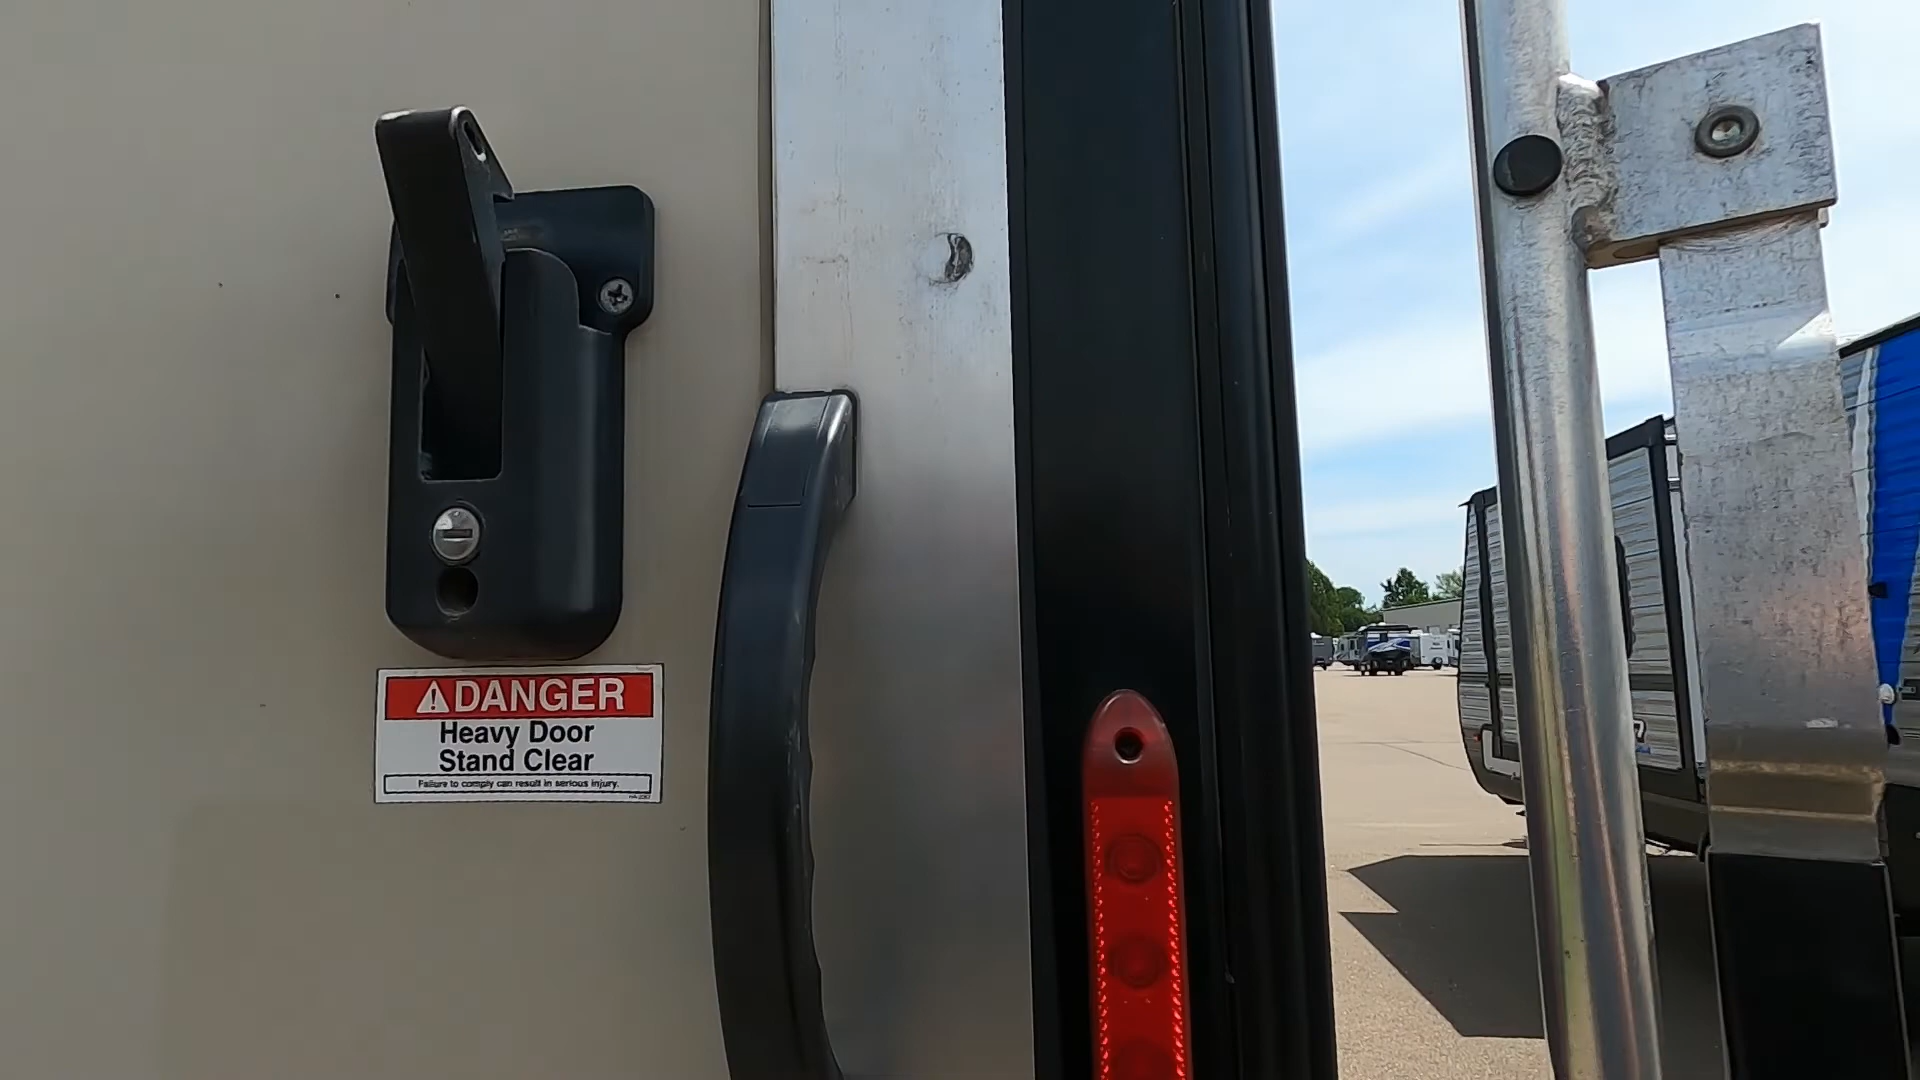 DANGER
Heavy Door
Stand Clear
Failure to comply can result in serious injury.